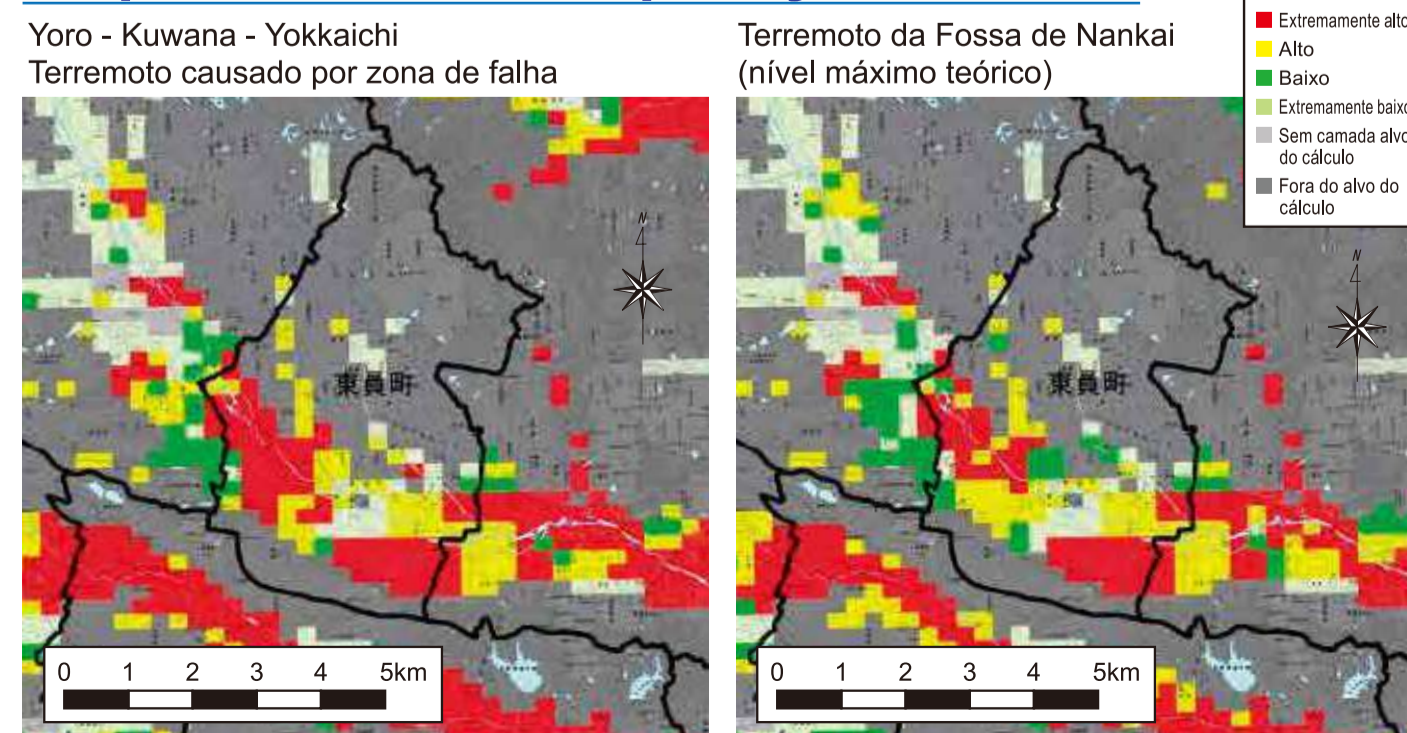 Yoro - Kuwana - Yokkaichi
Terremoto causado por zona de falha
Terremoto da Fossa de Nankai
(nível máximo teórico)
Extremamente alto
Alto
Baixo
Extremamente baixo
Sem camada alvo
do cálculo
Fora do alvo do
cálculo
N
東員町
0 1 2 3 4 5km
N
東員町
0 1 2 3 4 5km